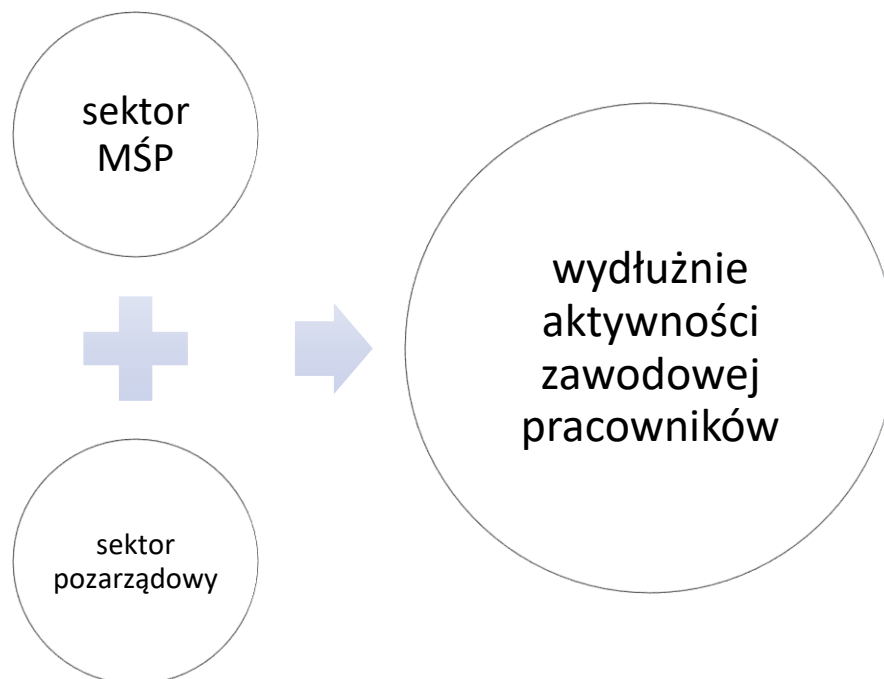 sektor
MŚP
sektor
pozarządowy
wydłużnie
aktywności
zawodowej
pracowników